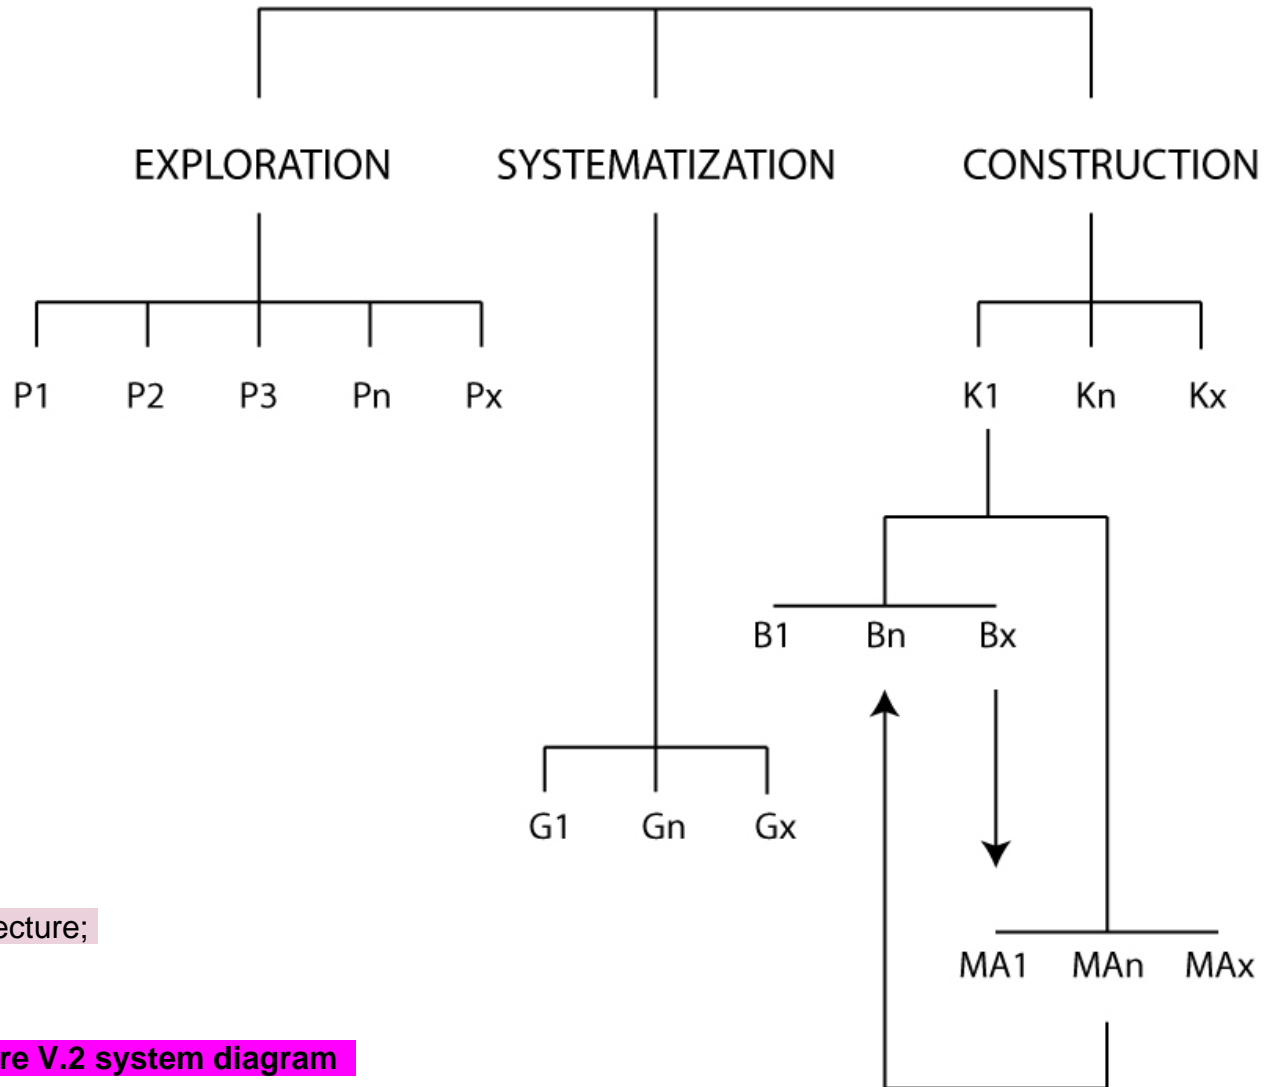 EXPLORATION SYSTEMATIZATION CONSTRUCTION
P1 P2 P3 Pn Px K1 Kn Kx
B1 Bn Bx
G1 Gn Gx
ecture;
MA1 MAn MAx
re V.2 system diagram